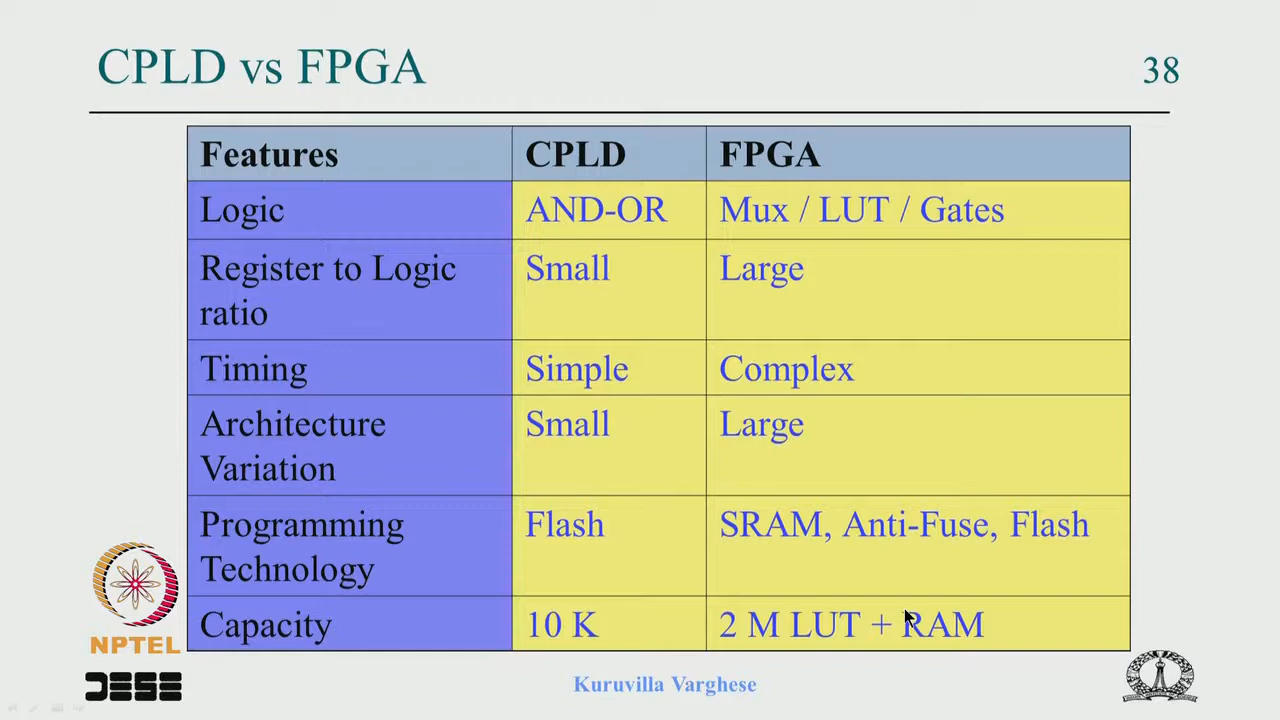 CPLD vs FPGA 38
Features CPLD FPGA
Logic AND-OR Mux / LUT / Gates
Register to Logic Small Large
ratio
Timing Simple Complex
Architecture Small Large
Variation
Programming Flash SRAM, Anti-Fuse, Flash
Technology
Capacity 10 K 2 M LUT + RAM
NPTEL
DESE
Kuruvilla Varghese